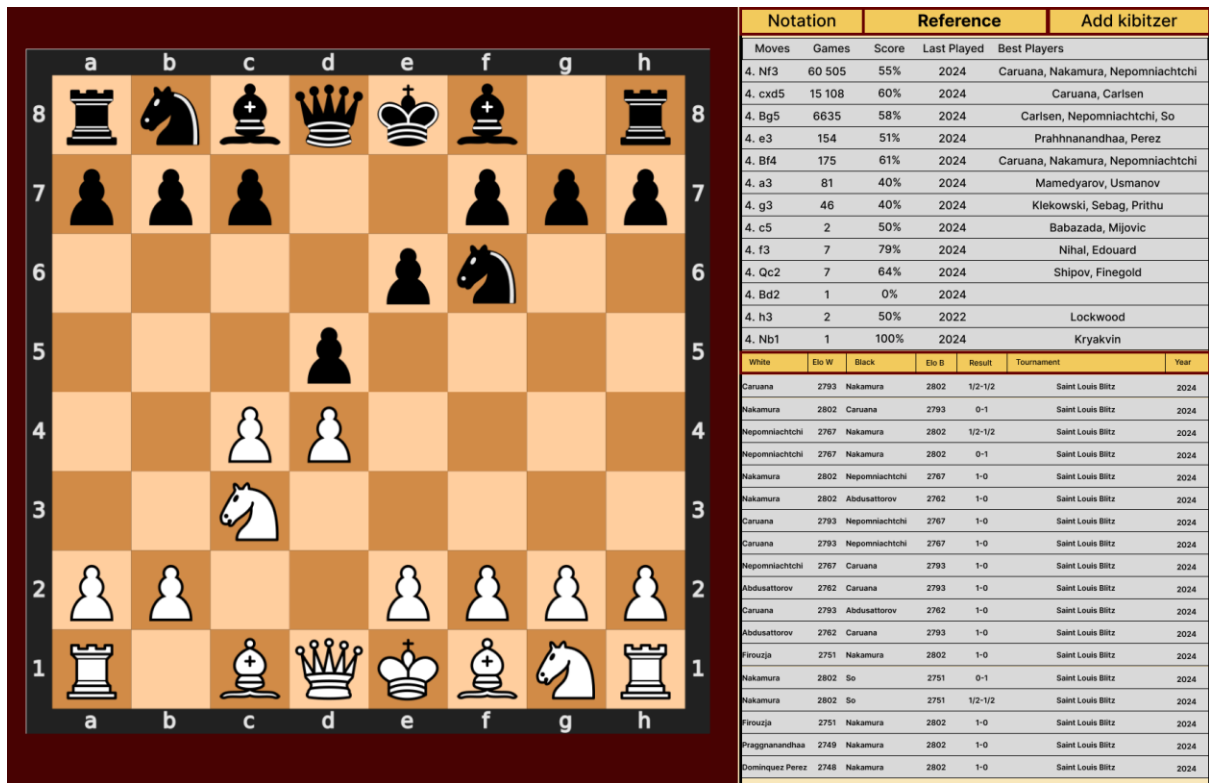 Notation Reference Add kibitzer
Moves Games Score Last Played Best Players
4. Nf3 60 505 55% 2024 Caruana, Nakamura, Nepomniachtchi
4. cxd5 15 108 60% 2024 Caruana, Carlsen
4. Bg5 6635 58% 2024 Carlsen, Nepomniachtchi, So
4. e3 154 51% 2024 Prahhnanandhaa, Perez
4. Bf4 175 61% 2024 Caruana, Nakamura, Nepomniachtchi
4. a3 81 40% 2024 Mamedyarov, Usmanov
4. g3 46 40% 2024 Klekowski, Sebag, Prithu
4. c5 2 50% 2024 Babazada, Mijovic
4. f3 7 79% 2024 Nihal, Edouard
4. Qc2 7 64% 2024 Shipov, Finegold
4. Bd2 1 0% 2024
4. h3 2 50% 2022 Lockwood
4. Nb1 1 100% 2024 Kryakvin
White Elo W Black Elo B Result Tournament Year
Caruana 2793 Nakamura 2802 1/2-1/2 Saint Louis Blitz 2024
Nakamura 2802 Caruana 2793 0-1 Saint Louis Blitz 2024
Nepomniachtchi 2767 Nakamura 2802 1/2-1/2 Saint Louis Blitz 2024
Nepomniachtchi 2767 Nakamura 2802 0-1 Saint Louis Blitz 2024
Nakamura 2802 Nepomniachtchi 2767 1-0 Saint Louis Blitz 2024
Nakamura 2802 Abdusattorov 2762 1-0 Saint Louis Blitz 2024
Caruana 2793 Nepomniachtchi 2767 1-0 Saint Louis Blitz 2024
Caruana 2793 Nepomniachtchi 2767 1-0 Saint Louis Blitz 2024
Nepomniachtchi 2767 Caruana 2793 1-0 Saint Louis Blitz 2024
Abdusattorov 2762 Caruana 2793 1-0 Saint Louis Blitz 2024
Caruana 2793 Abdusattorov 2762 1-0 Saint Louis Blitz 2024
Abdusattorov 2762 Caruana 2793 1-0 Saint Louis Blitz 2024
Firouzja 2751 Nakamura 2802 1-0 Saint Louis Blitz 2024
Nakamura 2802 So 2751 0-1 Saint Louis Blitz 2024
Nakamura 2802 So 2751 1/2-1/2 Saint Louis Blitz 2024
Firouzja 2751 Nakamura 2802 1-0 Saint Louis Blitz 2024
Praggnanandhaa 2749 Nakamura 2802 1-0 Saint Louis Blitz 2024
Dominquez Perez 2748 Nakamura 2802 1-0 Saint Louis Blitz 2024
a b c d e f g h
8 8
7 7
6 6
5 5
4 4
3 3
2 2
1 1
a b c d e f g h